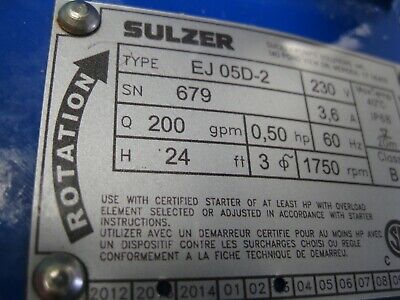 SULZER
ROTATION
TYPE EJ 05D-2 230 V
SN 679 3,6 A IP68
Q 200 gpm 0,50 hp 60 Hz
H 24 ft 3 ϕ 1750 rpm B
USE WITH CERTIFIED STARTER OF AT LEAST HP WITH OVERLOAD
ELEMENT SELECTED OR ADJUSTED IN ACCORDANCE WITH STARTER
INSTRUCTIONS.
UTILIZER AVEC UN DEMARREUR CERTIFIE POUR AU MOINS HP AVEC
UN DISPOSITIF CONTRE LES SURCHARGES CHOISI OU REGLE
CONFORMEMENT A LA FICHE TECHNIQUE DE DEMARREUR.
C
2012 20 2014 01 02 04 05 06 07 08